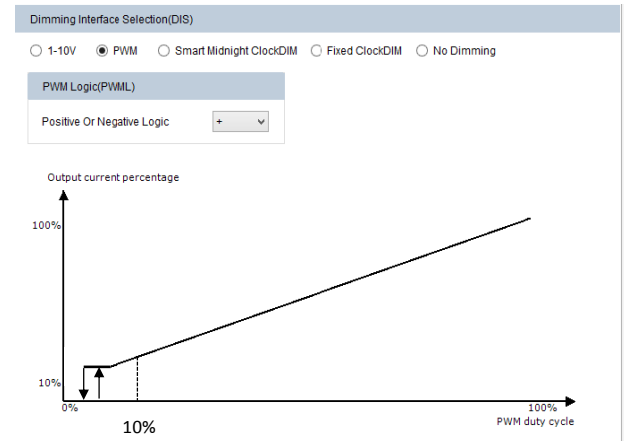 Dimming Interface Selection(DIS)
1-10V PWM Smart Midnight ClockDIM Fixed ClockDIM No Dimming
PWM Logic(PWML)
Positive Or Negative Logic +
Output current percentage
100%
10%
0% 100%
PWM duty cycle
10%